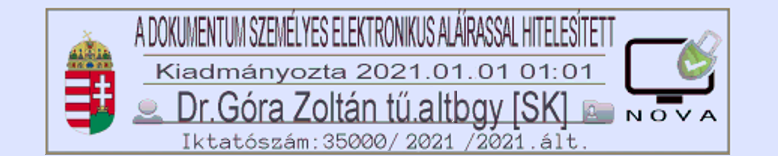 A DOKUMENTUM SZEMÉLYES ELEKTRONIKUS ALÁÍRASSAL HITELESÍTETT
Kiadmányozta 2021.01.01 01:01
Dr.Góra Zoltán tű.altbgy [SK]
NOVA
Iktatószám:35000/ 2021 /2021.ált.